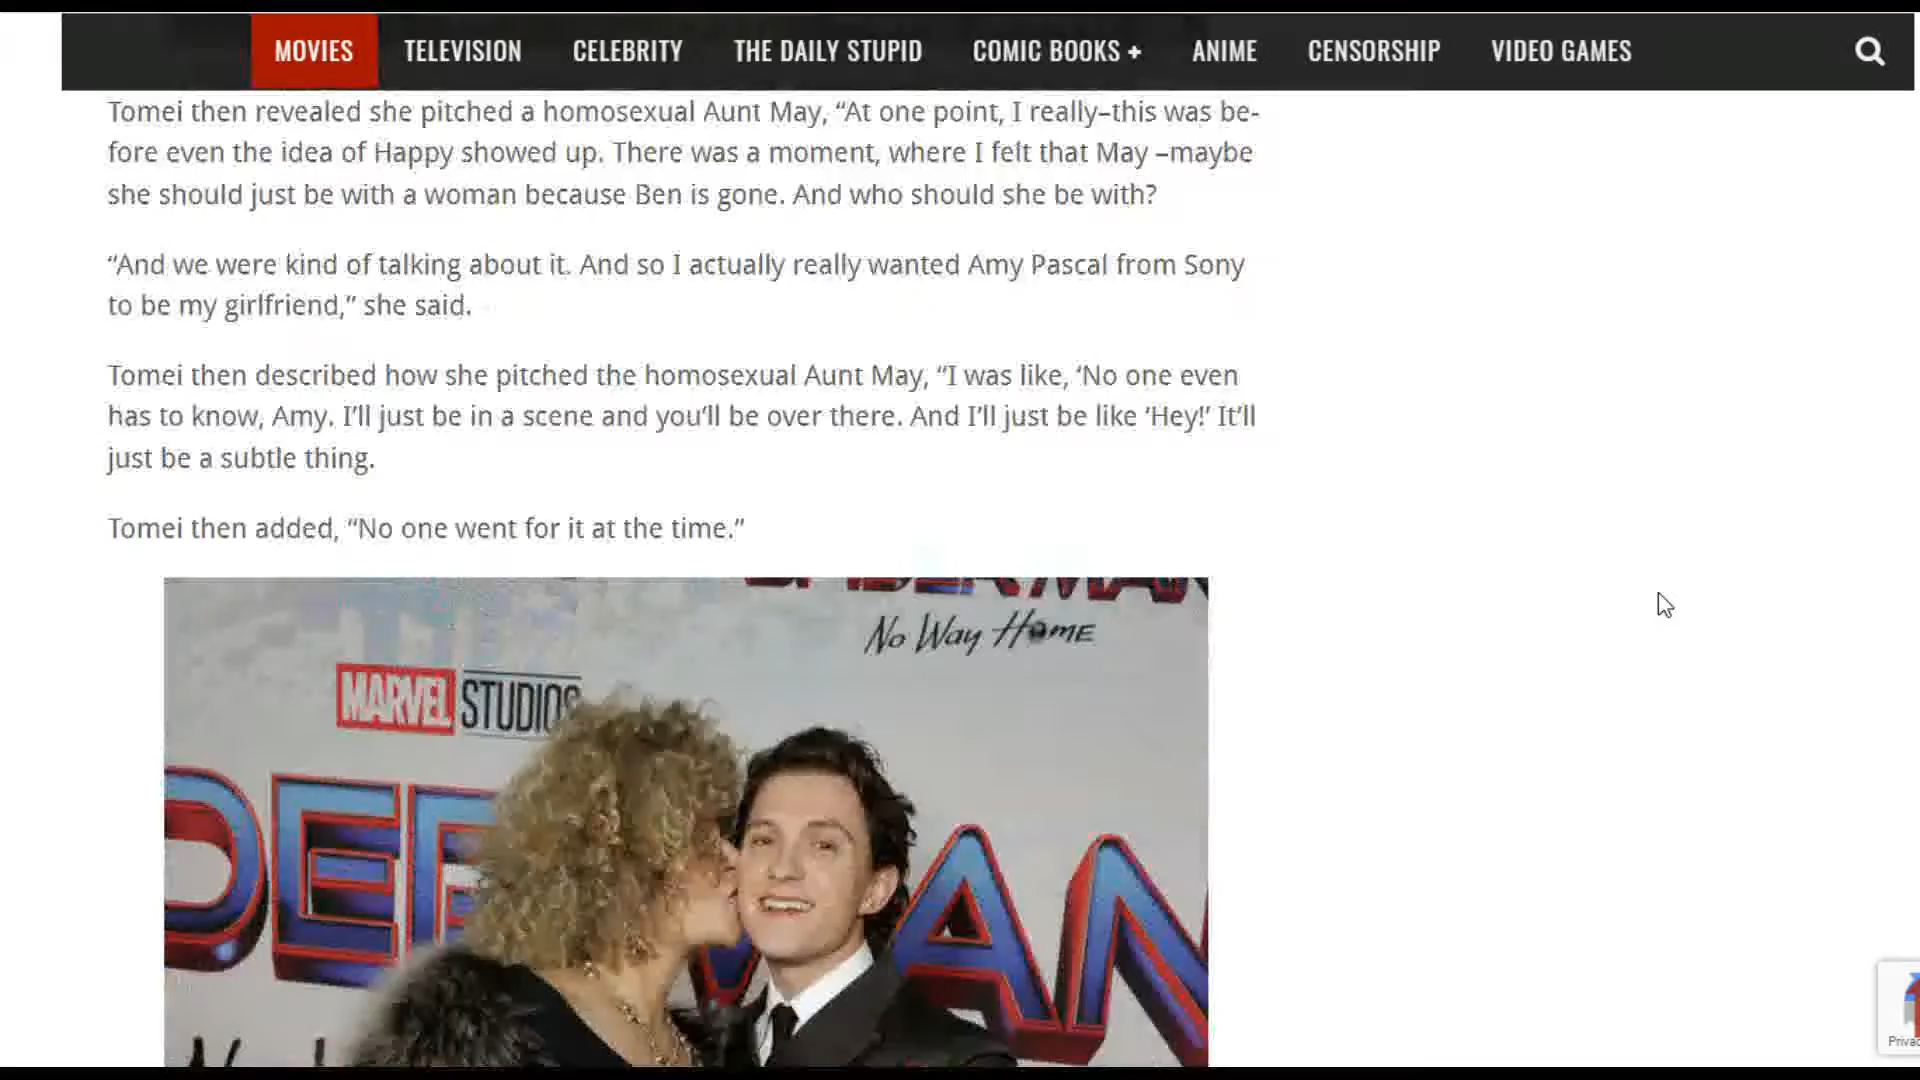 MOVIES TELEVISION CELEBRITY THE DAILY STUPID COMIC BOOKS + ANIME CENSORSHIP VIDEO GAMES
Tomei then revealed she pitched a homosexual Aunt May, “At one point, I really–this was be-
fore even the idea of Happy showed up. There was a moment, where I felt that May –maybe
she should just be with a woman because Ben is gone. And who should she be with?
“And we were kind of talking about it. And so I actually really wanted Amy Pascal from Sony
to be my girlfriend,” she said.
Tomei then described how she pitched the homosexual Aunt May, “I was like, ‘No one even
has to know, Amy. I’ll just be in a scene and you’ll be over there. And I’ll just be like ‘Hey!’ It’ll
just be a subtle thing.
Tomei then added, “No one went for it at the time.”
No Way Home
MARVEL STUDIOS